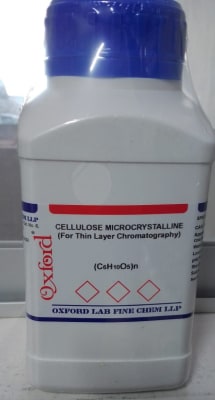 Oxford
CELLULOSE MICROCRYSTALLINE
(For Thin Layer Chromatography)
(C₆H₁₀O₅)n
OXFORD LAB FINE CHEM LLP